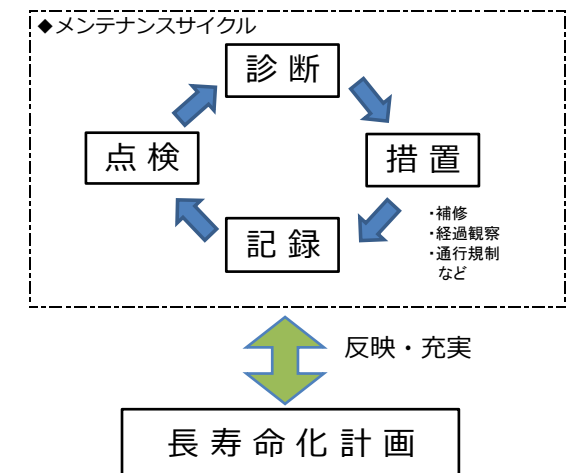 ◆メンテナンスサイクル
診断
点検
措置
記録
・補修
・経過観察
・通行規制
など
反映・充実
長寿命化計画